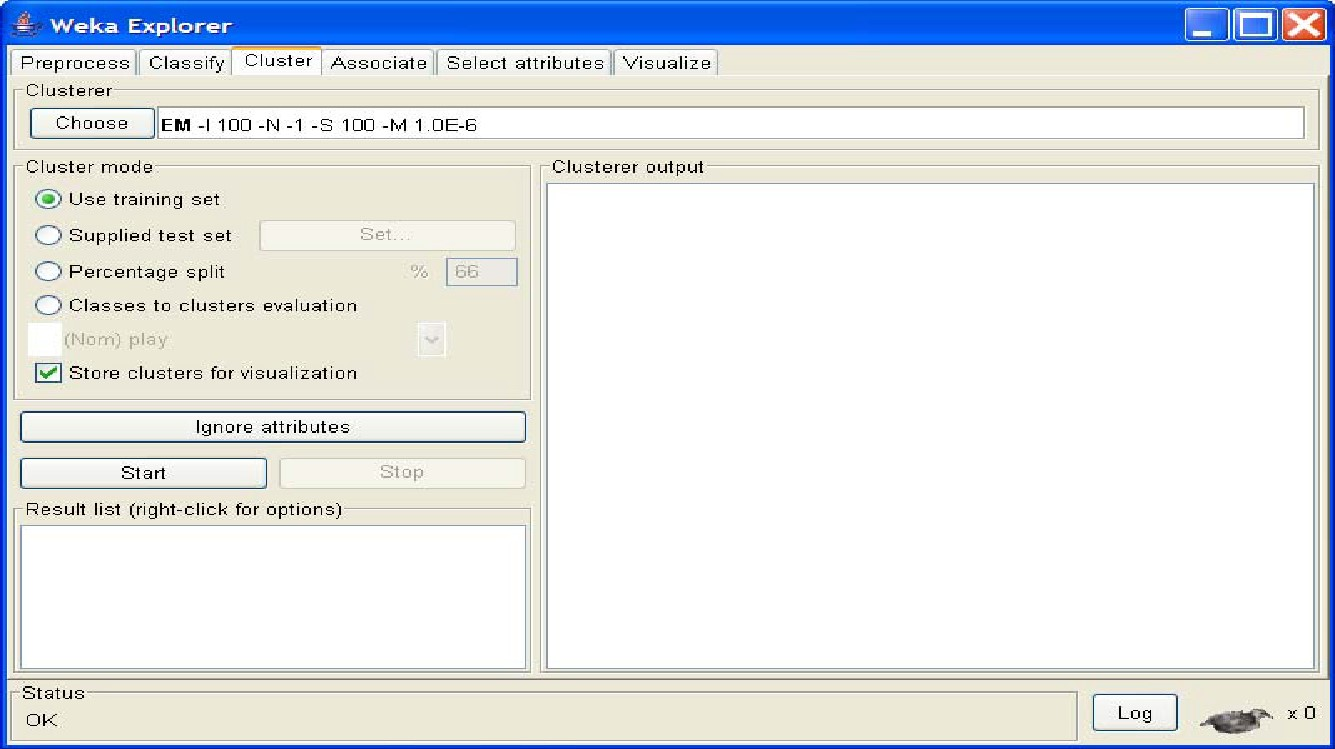 Weka Explorer
Preprocess Classify Cluster Associate Select attributes Visualize
Clusterer
Choose EM -I 100 -N -1 -S 100 -M 1.0E-6
Cluster mode
Use training set
Supplied test set Set...
Percentage split % 66
Classes to clusters evaluation
(Nom) play
Store clusters for visualization
Ignore attributes
Start Stop
Result list (right-click for options)
Clusterer output
Status
OK
Log x 0